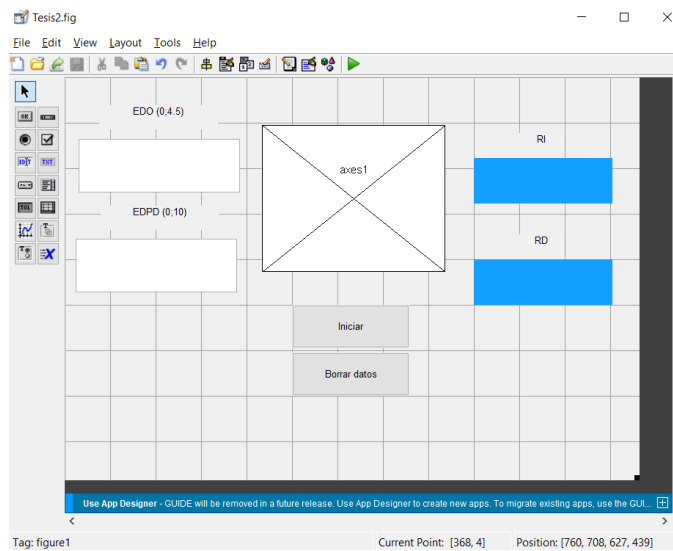 Tesis2.fig
File Edit View Layout Tools Help
EDO (0;4.5)
RI
axes1
EDPD (0;10)
RD
Iniciar
Borrar datos
Use App Designer - GUIDE will be removed in a future release. Use App Designer to create new apps. To migrate existing apps, use the GUI...
Tag: figure1 Current Point: [368, 4] Position: [760, 708, 627, 439]